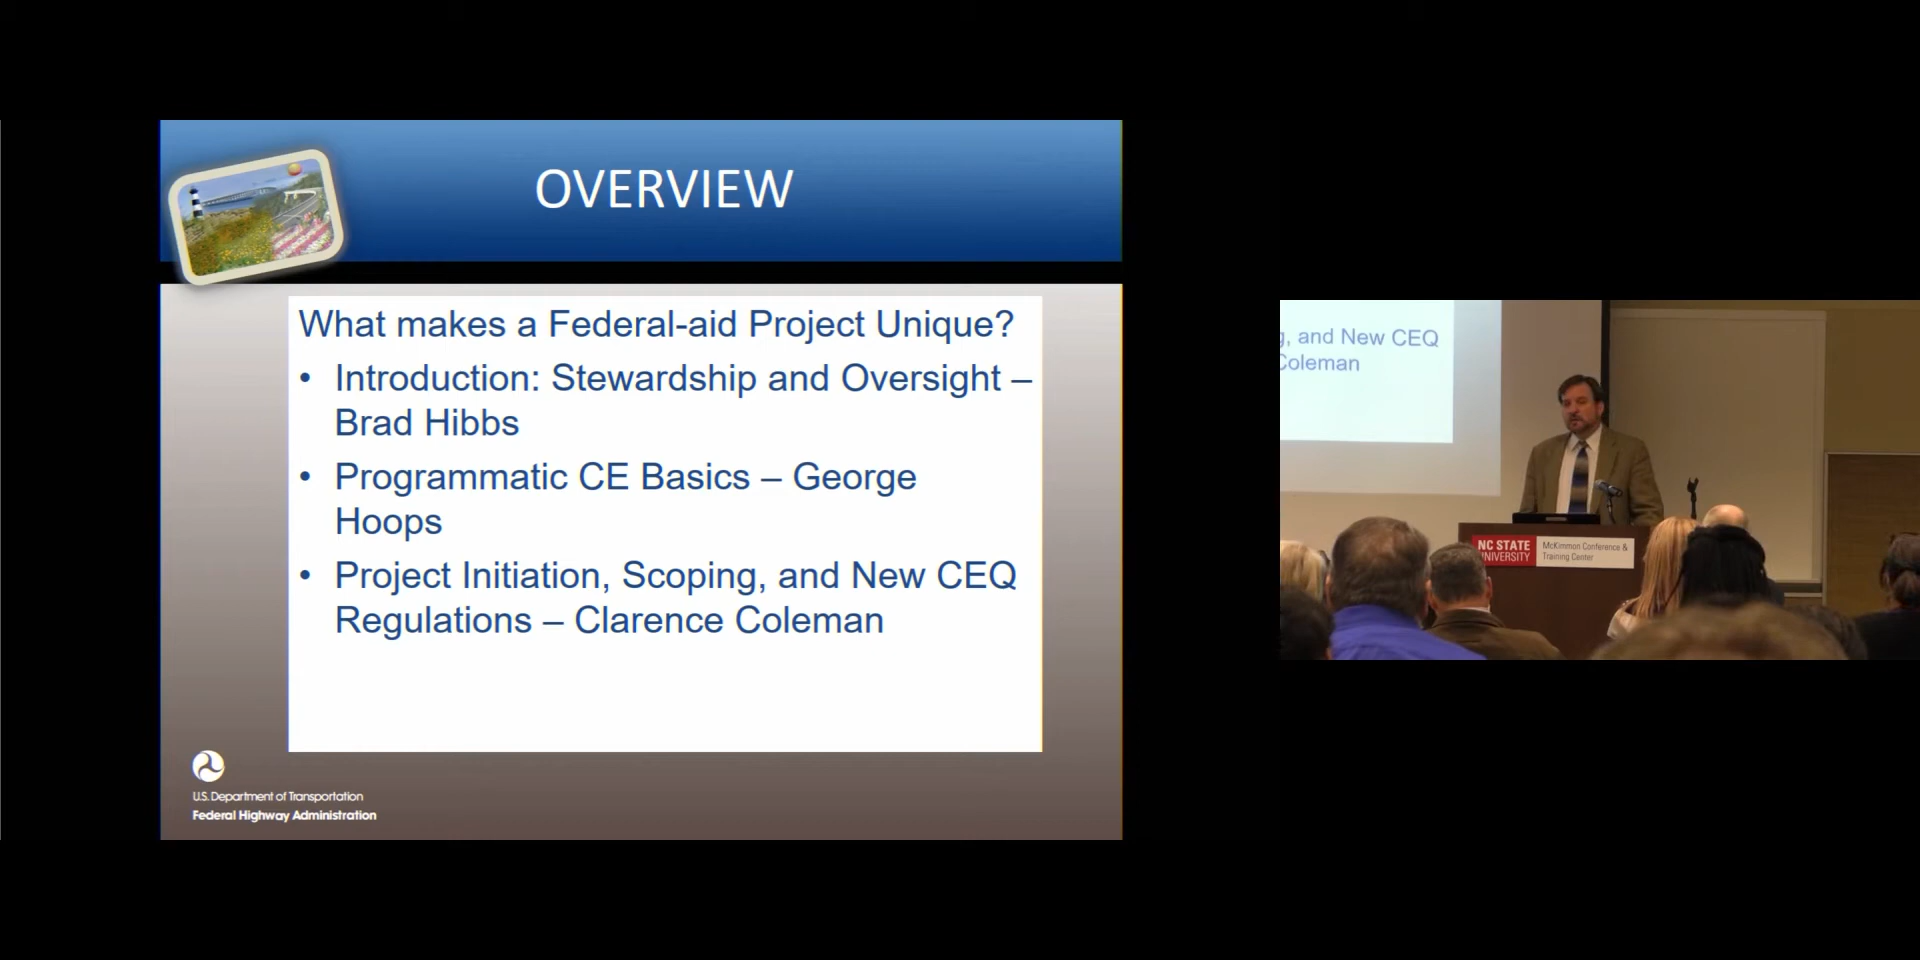 OVERVIEW
What makes a Federal-aid Project Unique?
• Introduction: Stewardship and Oversight –
Brad Hibbs
• Programmatic CE Basics – George
Hoops
• Project Initiation, Scoping, and New CEQ
Regulations – Clarence Coleman
U.S. Department of Transportation
Federal Highway Administration
g, and New CEQ
Coleman
NC STATE
UNIVERSITY
McKimmon Conference &
Training Center